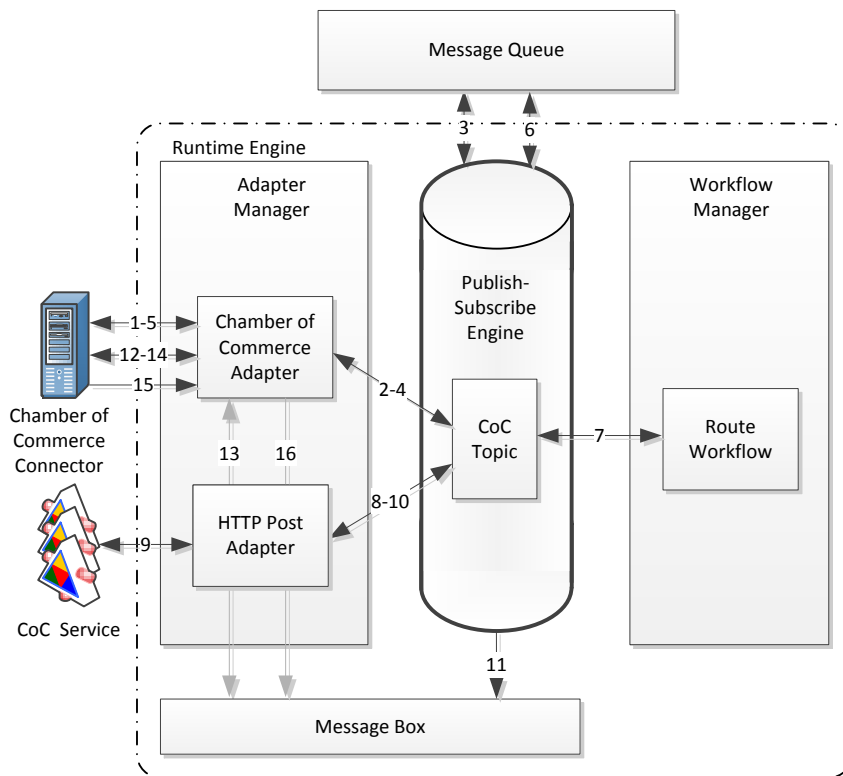 Message Queue
3
6
Runtime Engine
Adapter
Manager
Workflow
Manager
Publish-
Subscribe
Engine
1-5
Chamber of
Commerce
Adapter
12-14
15
2-4
Chamber of
Commerce
Connector
CoC
Topic
7
Route
Workflow
13
16
8-10
9
HTTP Post
Adapter
CoC Service
11
Message Box